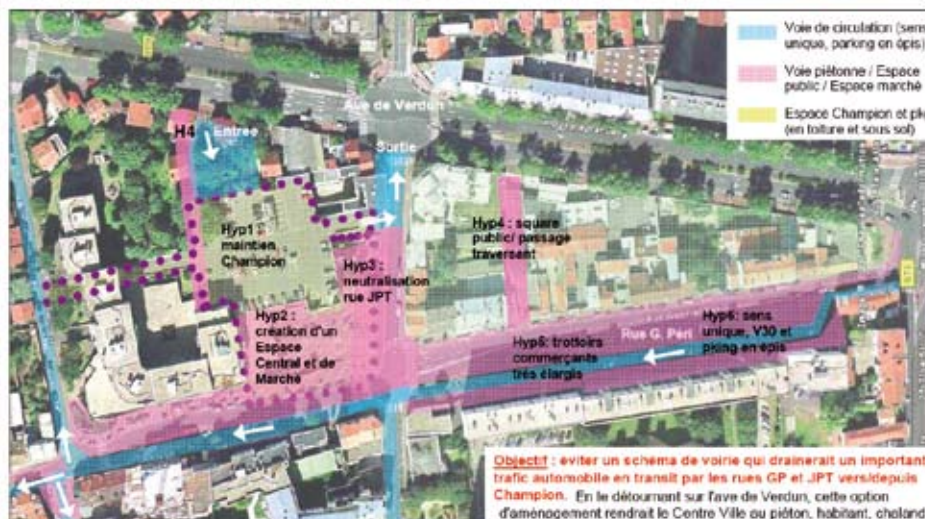 Voie de circulation (sens
unique, parking en épis)
Voie piétonne / Espace
public / Espace marché
Espace Champion et
(en toiture et sous sol)
Ave de Verdun
H4
Entrée
Sortie
Hyp1 :
maintien
Champion
Hyp3 :
neutralisation
rue JPT
Hyp4 : square
public/ passage
traversant
Hyp2 :
création d'un
Espace
Central et de
Marché
Rue G. Péri
Hyp5: trottoirs
commerçants
très élargis
Hyp6: sens
unique, V30 et
pking en épis
Objectif : éviter un schéma de voirie qui drainerait un important
trafic automobile en transit par les rues GP et JPT vers/depuis
Champion. En le détournant sur l'ave de Verdun, cette option
d'aménagement rendrait le Centre Ville au piéton, habitant, chaland